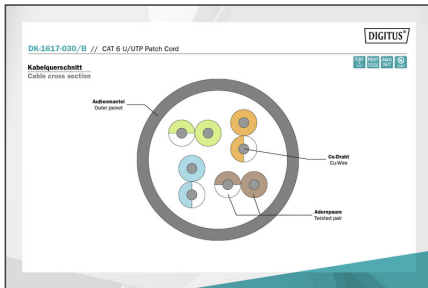 DIGITUS
DK-1617-030/B // CAT 6 U/UTP Patch Cord
Kabelquerschnitt
Cable cross section
Außenmantel
Outer jacket
Cu-Draht
Cu-Wire
Adernpaare
Twisted pair